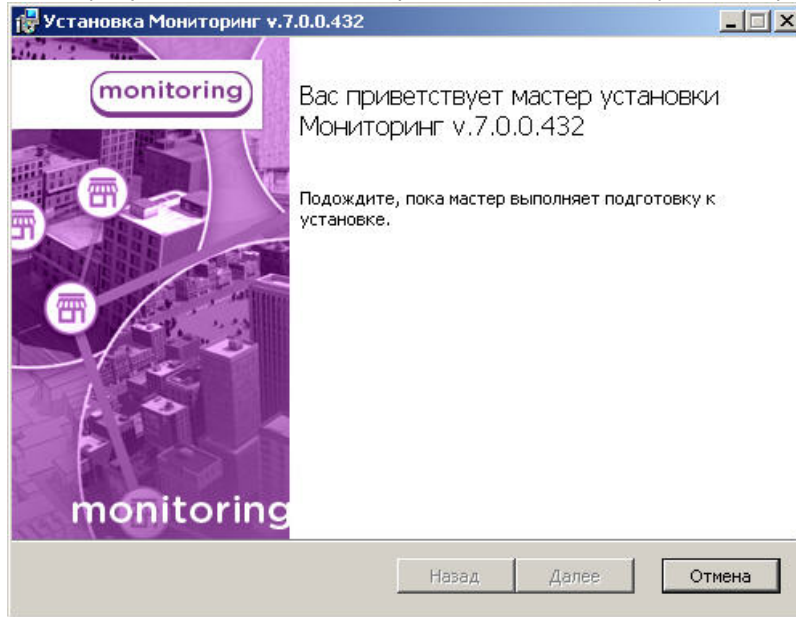 Установка Мониторинг v.7.0.0.432
monitoring
Вас приветствует мастер установки
Мониторинг v.7.0.0.432
Подождите, пока мастер выполняет подготовку к
установке.
monitoring
Назад
Далее
Отмена